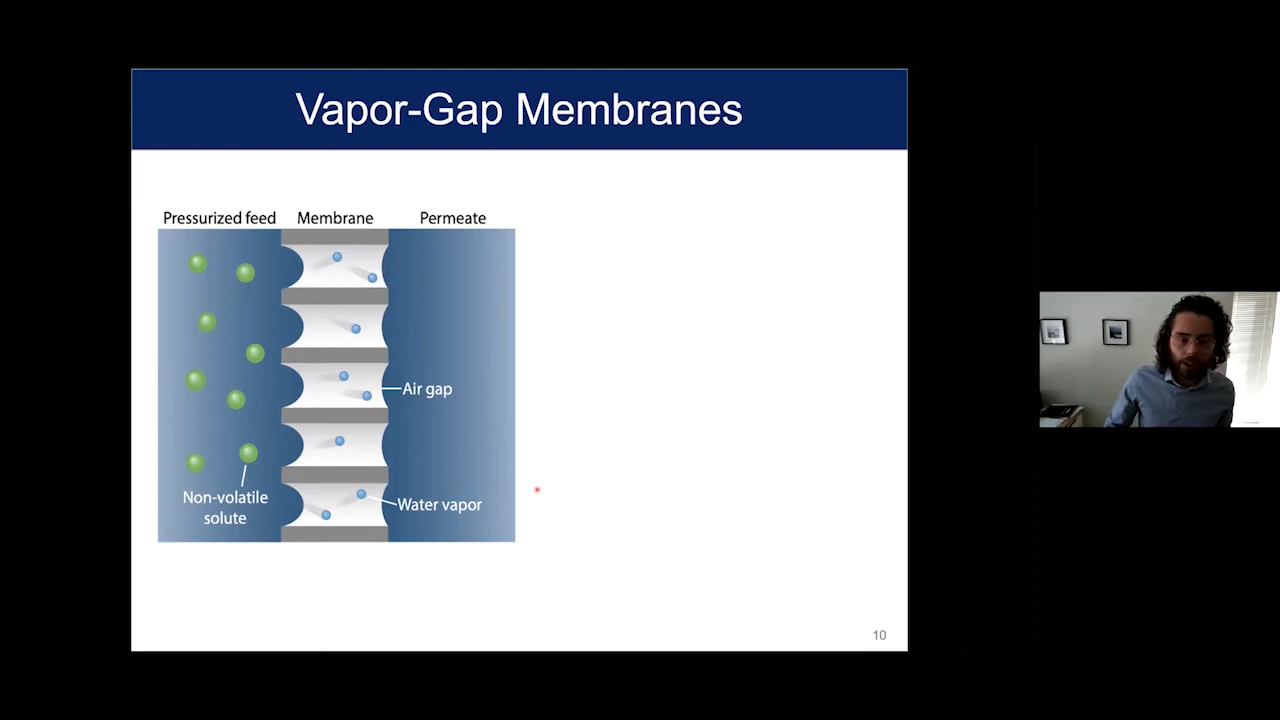 Vapor-Gap Membranes
Pressurized feed
Membrane
Permeate
Air gap
Non-volatile
solute
Water vapor
10